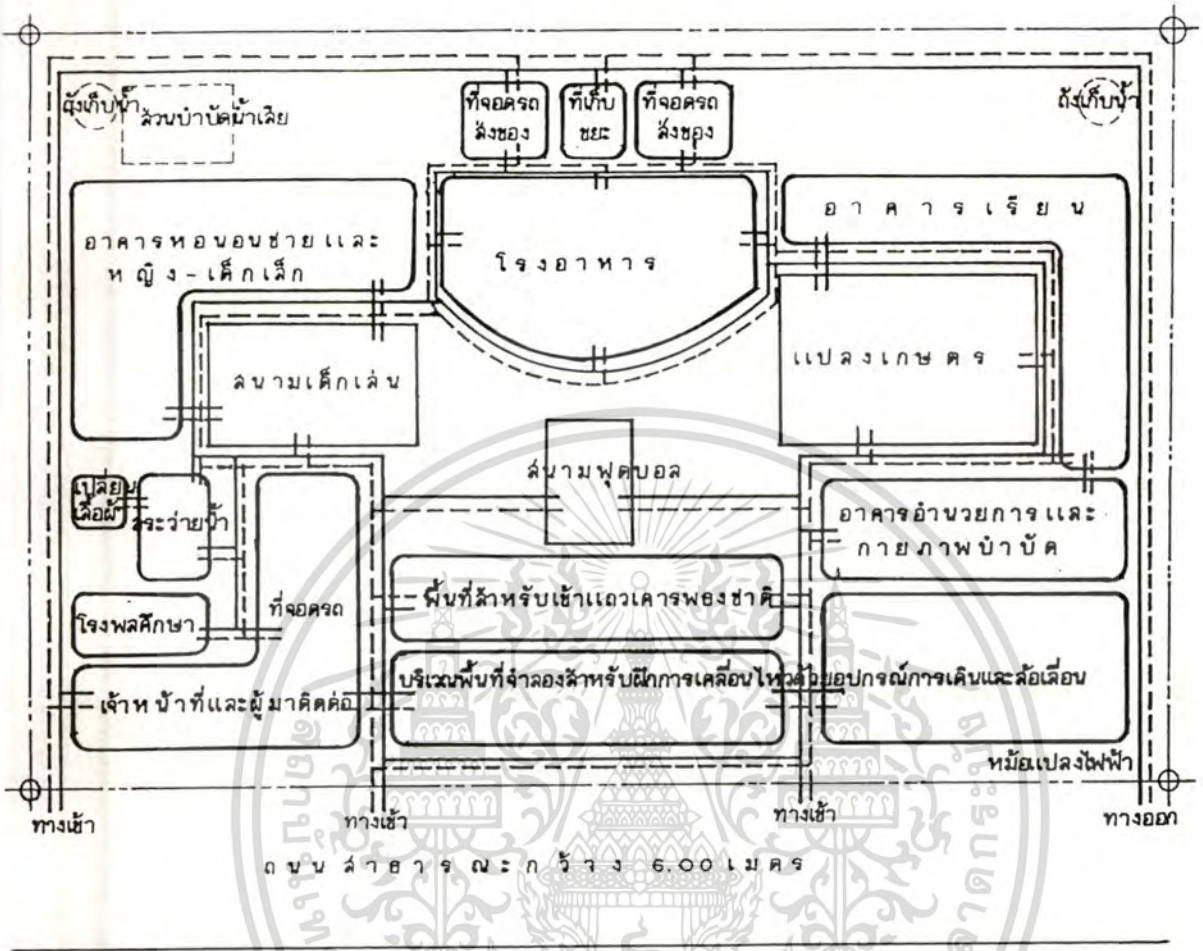 ถังเก็บน้ำ
ส่วนบำบัดน้ำเสีย
ที่จอดรถ
ส่งของ
ที่เก็บ
ขยะ
ที่จอดรถ
ส่งของ
ถังเก็บน้ำ
อาคารหอนอนชายและ
หญิง-เด็กเล็ก
โรงอาหาร
อาคารเรียน
สนามเด็กเล่น
แปลงเกษตร
สนามฟุตบอล
เปลี่ยน
เสื้อผ้า
สระว่ายน้ำ
อาคารอำนวยการและ
กายภาพบำบัด
โรงพลศึกษา
ที่จอดรถ
พื้นที่สำหรับเข้าแถวเคารพธงชาติ
เจ้าหน้าที่และผู้มาติดต่อ
บริเวณพื้นที่จำลองสำหรับฝึกการเคลื่อนไหวด้วยอุปกรณ์การเดินและล้อเลื่อน
หม้อแปลงไฟฟ้า
ทางเข้า
ทางเข้า
ทางเข้า
ทางออก
ถนนสาธารณะกว้าง 6.00 เมตร